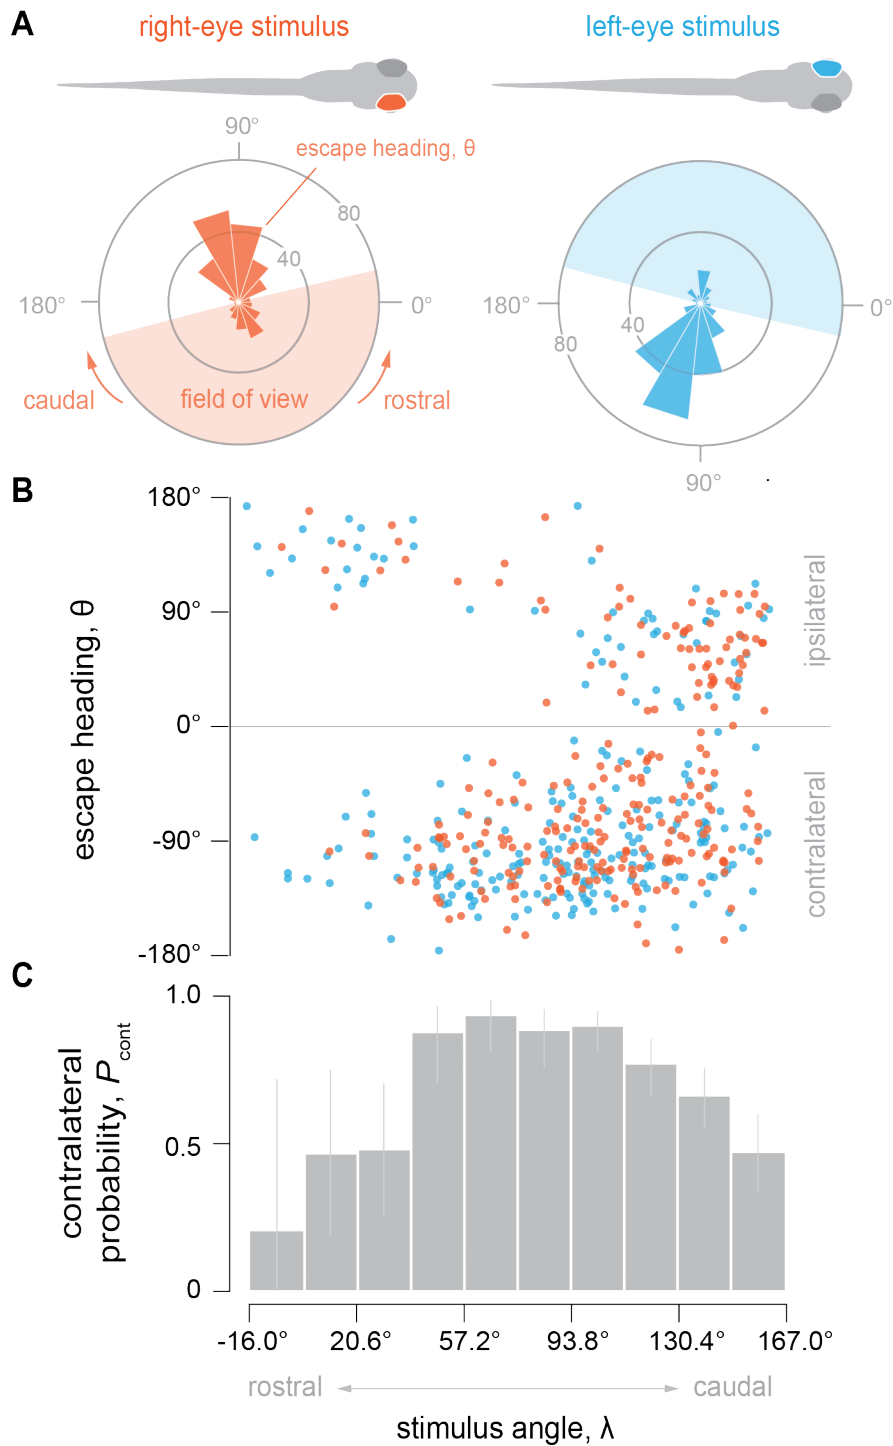 A
right-eye stimulus
left-eye stimulus
90°
escape heading, θ
80
40
180°
0°
caudal
field of view
rostral
180°
0°
40
80
90°
B
180°
90°
0°
-90°
-180°
escape heading, θ
ipsilateral
contralateral
C
1.0
0.5
0
contralateral
probability, Pcont
-16.0° 20.6° 57.2° 93.8° 130.4° 167.0°
rostral
caudal
stimulus angle, λ